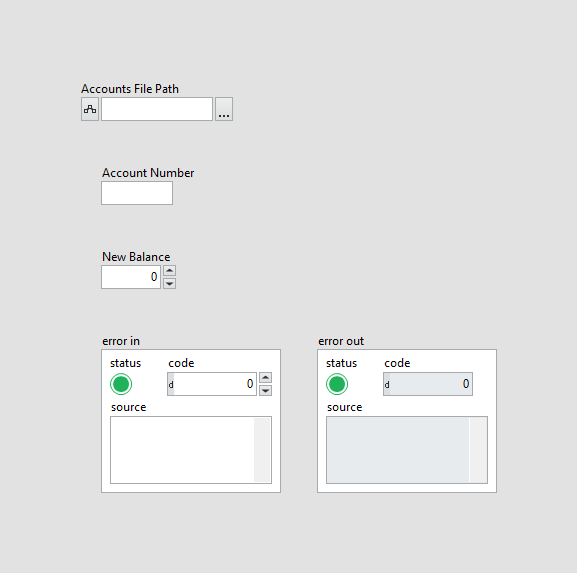 Accounts File Path
...
Account Number
New Balance
0
error in
error out
status code
status code
d 0
d 0
source
source